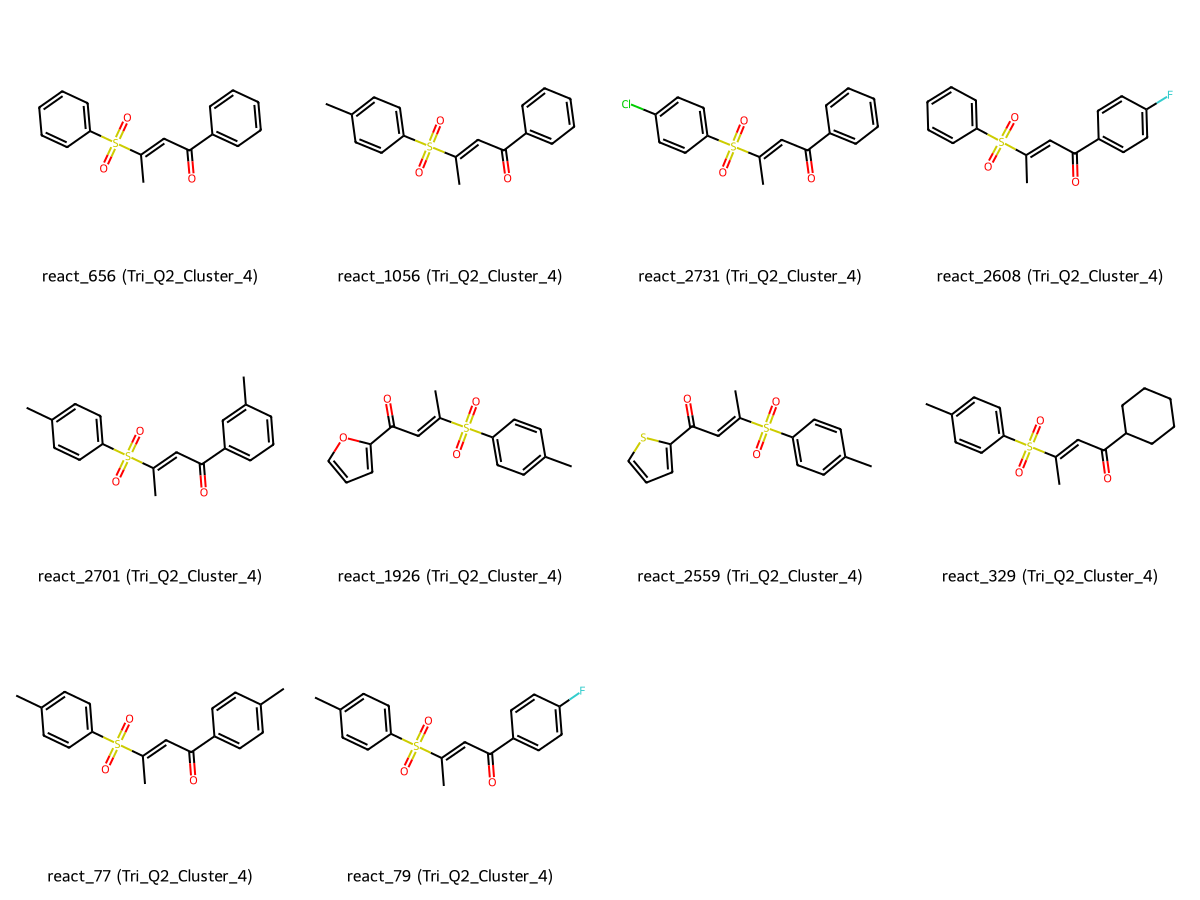 O
S
O
O
O
S
O
O
Cl
O
S
O
O
F
O
S
O
O
react_656 (Tri_Q2_Cluster_4)
react_1056 (Tri_Q2_Cluster_4)
react_2731 (Tri_Q2_Cluster_4)
react_2608 (Tri_Q2_Cluster_4)
O
S
O
O
O
O
O
S
O
O
S
O
S
O
O
S
O
O
react_2701 (Tri_Q2_Cluster_4)
react_1926 (Tri_Q2_Cluster_4)
react_2559 (Tri_Q2_Cluster_4)
react_329 (Tri_Q2_Cluster_4)
O
S
O
O
F
O
S
O
O
react_77 (Tri_Q2_Cluster_4)
react_79 (Tri_Q2_Cluster_4)